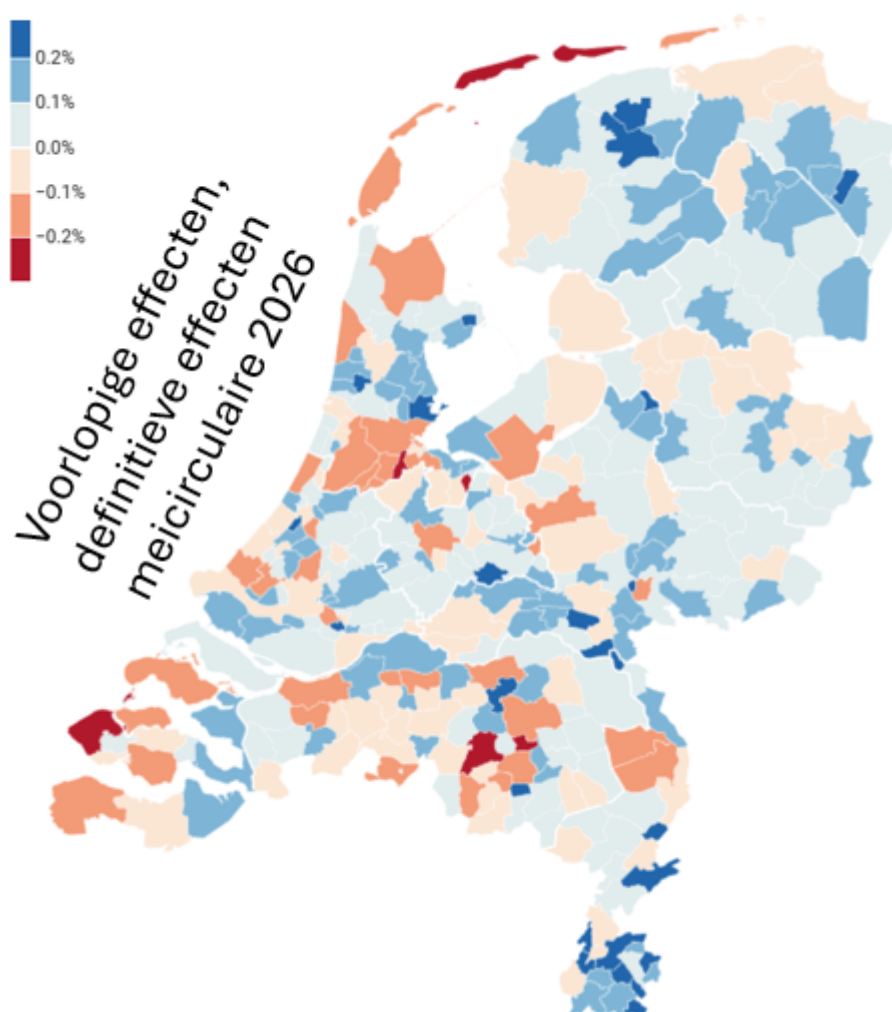 0.2%
0.1%
0.0%
−0.1%
−0.2%
Voorlopige effecten,
definitieve effecten
meicirculaire 2026